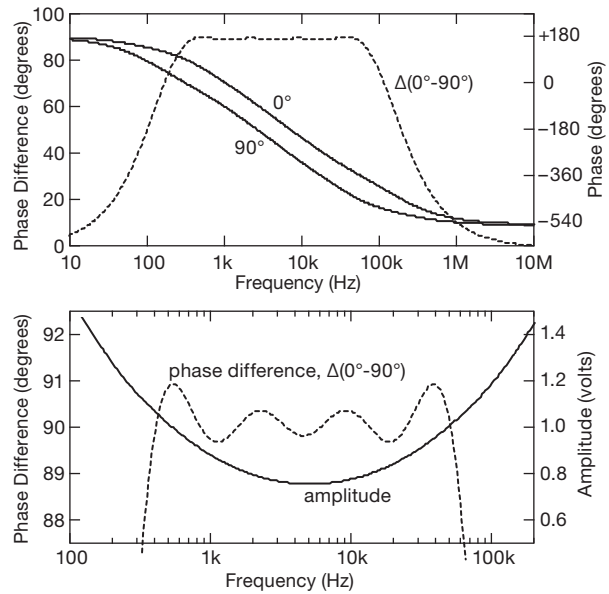 Phase Difference (degrees)
100
80
60
40
20
0
0°
90°
Δ(0°-90°)
+180
0
−180
−360
−540
Phase (degrees)
10
100
1k
10k
100k
1M
10M
Frequency (Hz)
Phase Difference (degrees)
92
91
90
89
88
phase difference, Δ(0°-90°)
amplitude
1.4
1.2
1.0
0.8
0.6
Amplitude (volts)
100
1k
10k
100k
Frequency (Hz)